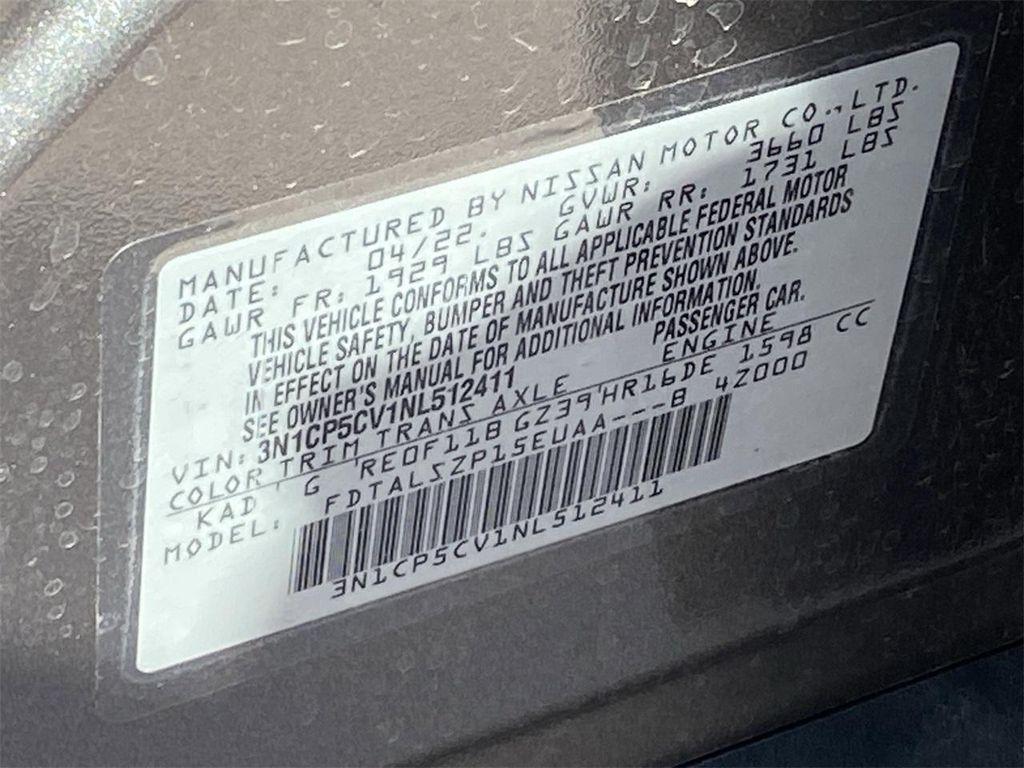 MANUFACTURED BY NISSAN MOTOR CO., LTD.
DATE: 04/22. GVWR: 3660 LBS
GAWR FR: 1929 LBS GAWR RR: 1731 LBS
THIS VEHICLE CONFORMS TO ALL APPLICABLE FEDERAL MOTOR
VEHICLE SAFETY, BUMPER AND THEFT PREVENTION STANDARDS
IN EFFECT ON THE DATE OF MANUFACTURE SHOWN ABOVE.
SEE OWNER'S MANUAL FOR ADDITIONAL INFORMATION.
VIN: 3N1CP5CV1NL512411 PASSENGER CAR.
COLOR TRIM TRANS AXLE ENGINE
KAD G RE0F11B GZ39 HR16DE 1598 CC
MODEL: FDTALSZP15EUAA---B 4Z000
3N1CP5CV1NL512411